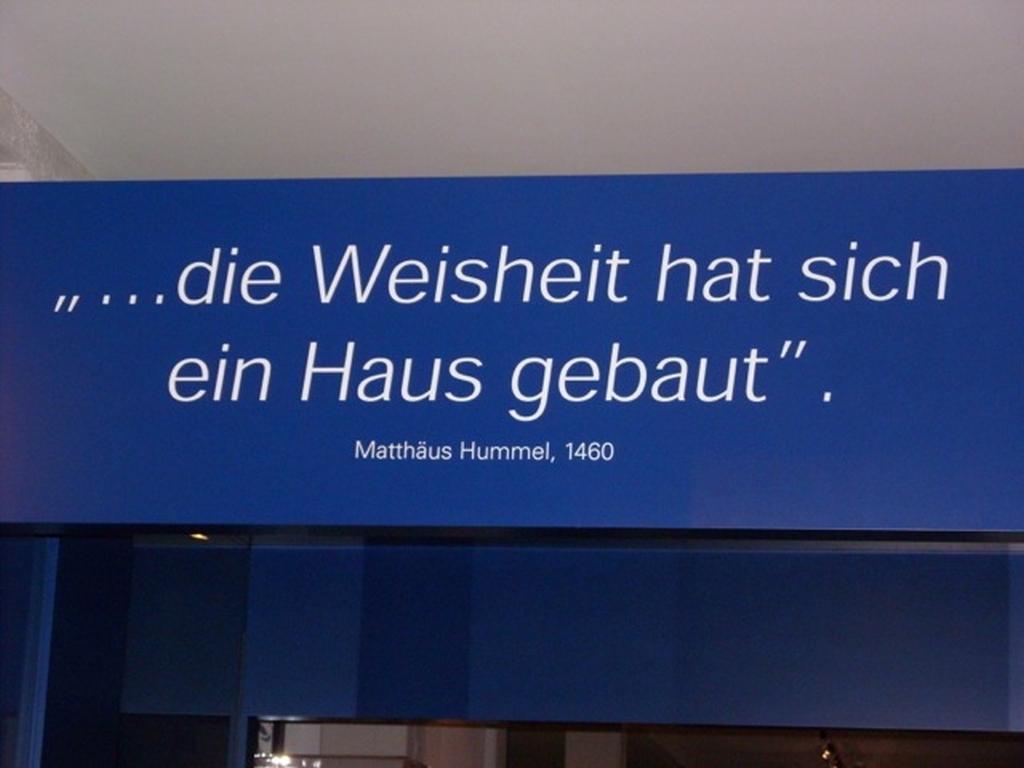 „ ...die Weisheit hat sich
ein Haus gebaut” .
Matthäus Hummel, 1460